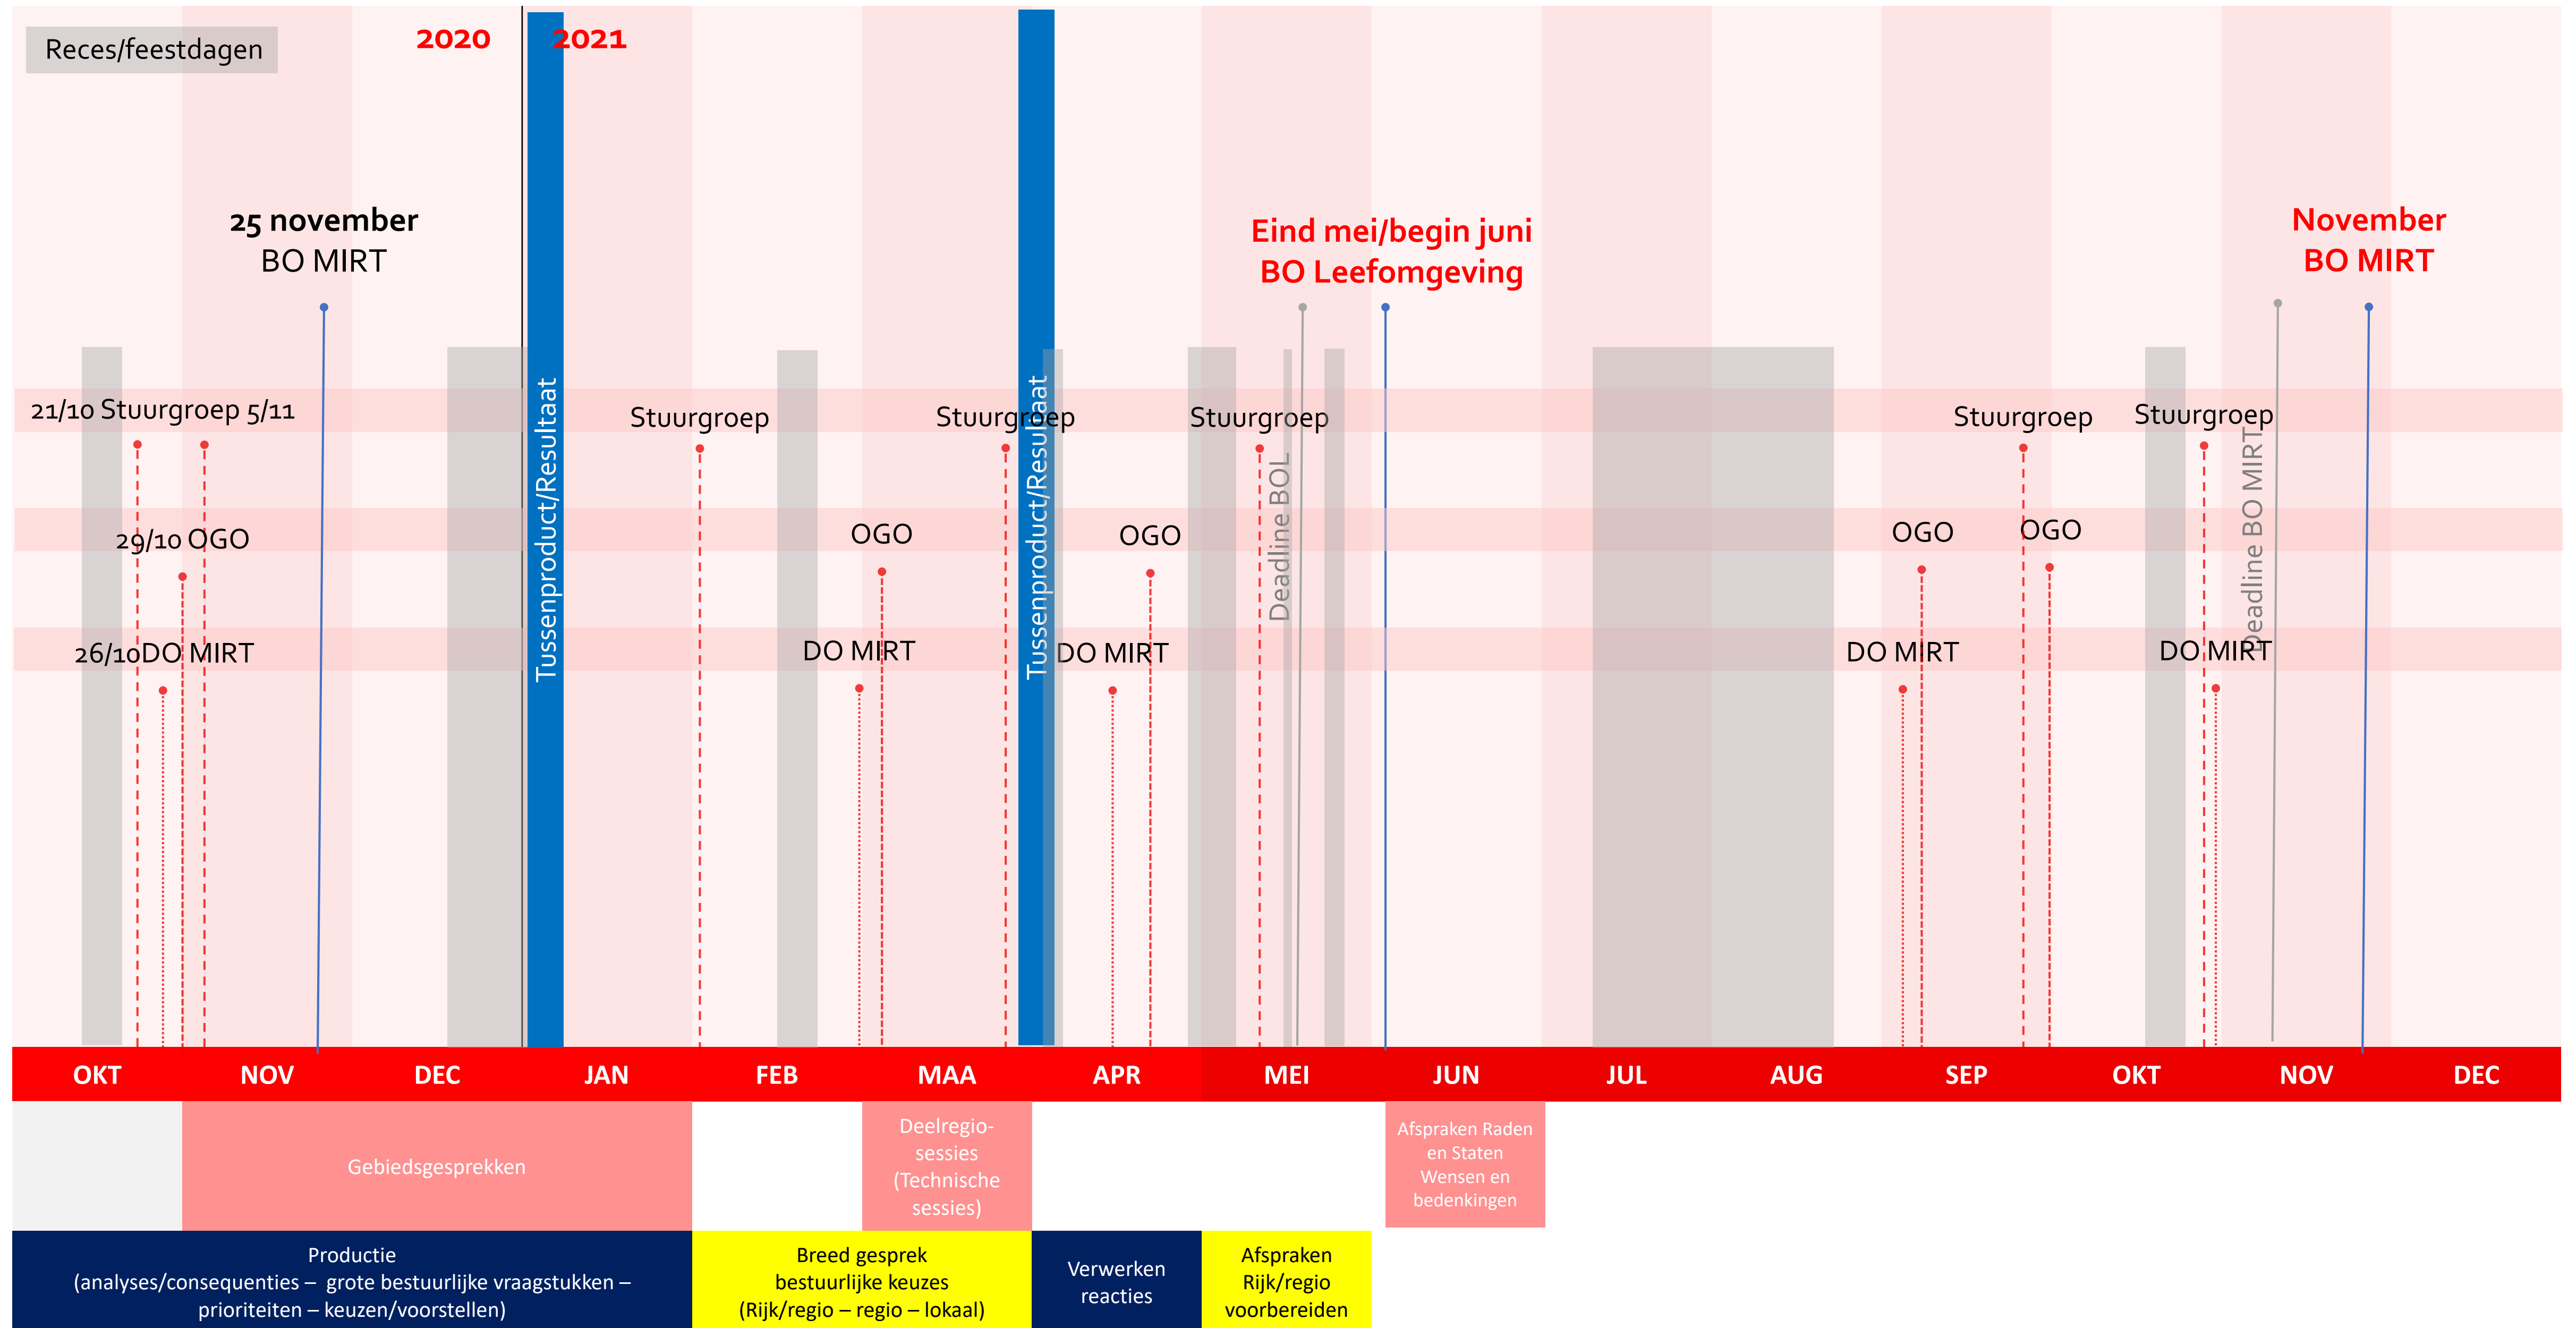 Reces/feestdagen
2020
2021
25 november
BO MIRT
Eind mei/begin juni
BO Leefomgeving
November
BO MIRT
21/10 Stuurgroep 5/11
Stuurgroep
Stuurgroep
Stuurgroep
Stuurgroep
Stuurgroep
Tussenproduct/Resultaat
Tussenproduct/Resultaat
Deadline BOL
Deadline BO MIRT
29/10 OGO
OGO
OGO
OGO
OGO
26/10DO MIRT
DO MIRT
DO MIRT
DO MIRT
DO MIRT
OKT
NOV
DEC
JAN
FEB
MAA
APR
MEI
JUN
JUL
AUG
SEP
OKT
NOV
DEC
Gebiedsgesprekken
Deelregio-
sessies
(Technische
sessies)
Afspraken Raden
en Staten
Wensen en
bedenkingen
Productie
(analyses/consequenties – grote bestuurlijke vraagstukken –
prioriteiten – keuzen/voorstellen)
Breed gesprek
bestuurlijke keuzes
(Rijk/regio – regio – lokaal)
Verwerken
reacties
Afspraken
Rijk/regio
voorbereiden